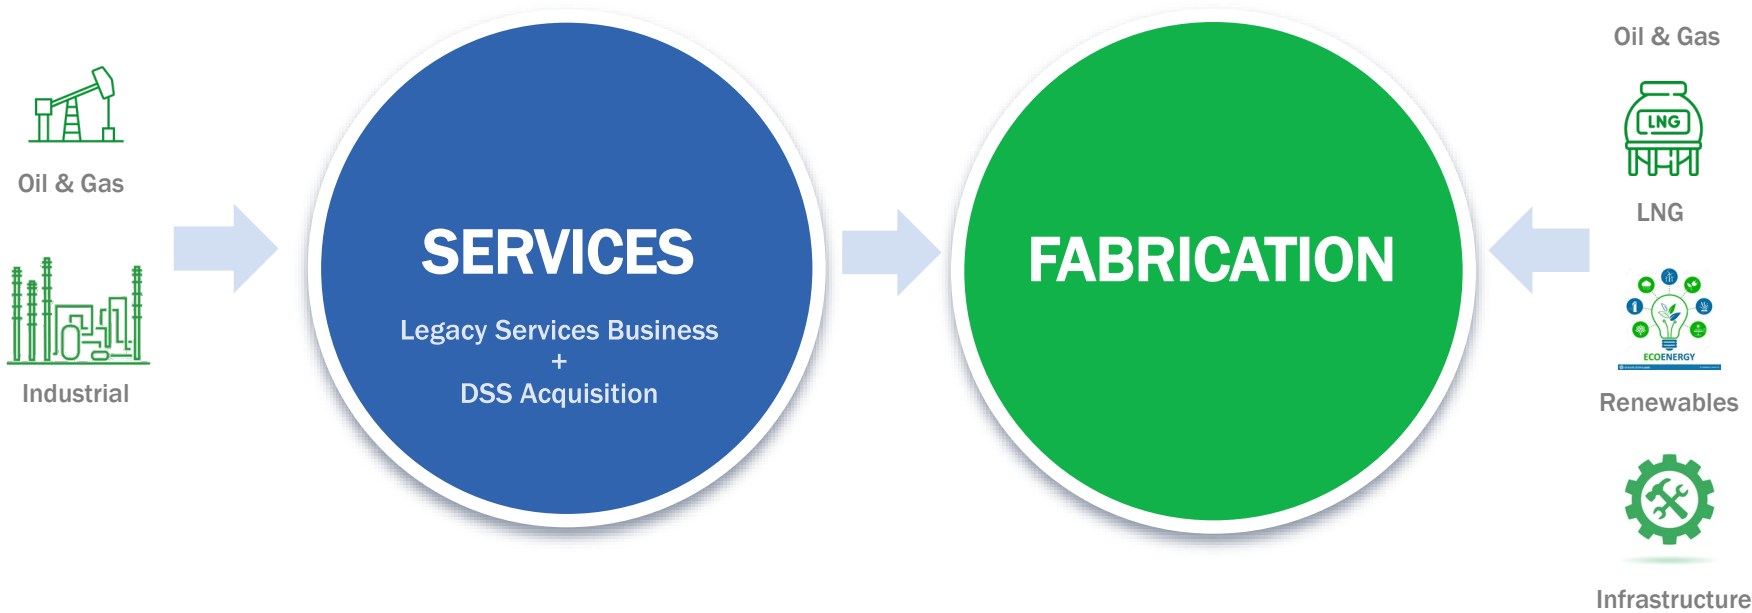 Oil & Gas
Industrial
SERVICES
Legacy Services Business
+
DSS Acquisition
FABRICATION
Oil & Gas
LNG
LNG
ECOENERGY
Renewables
Infrastructure